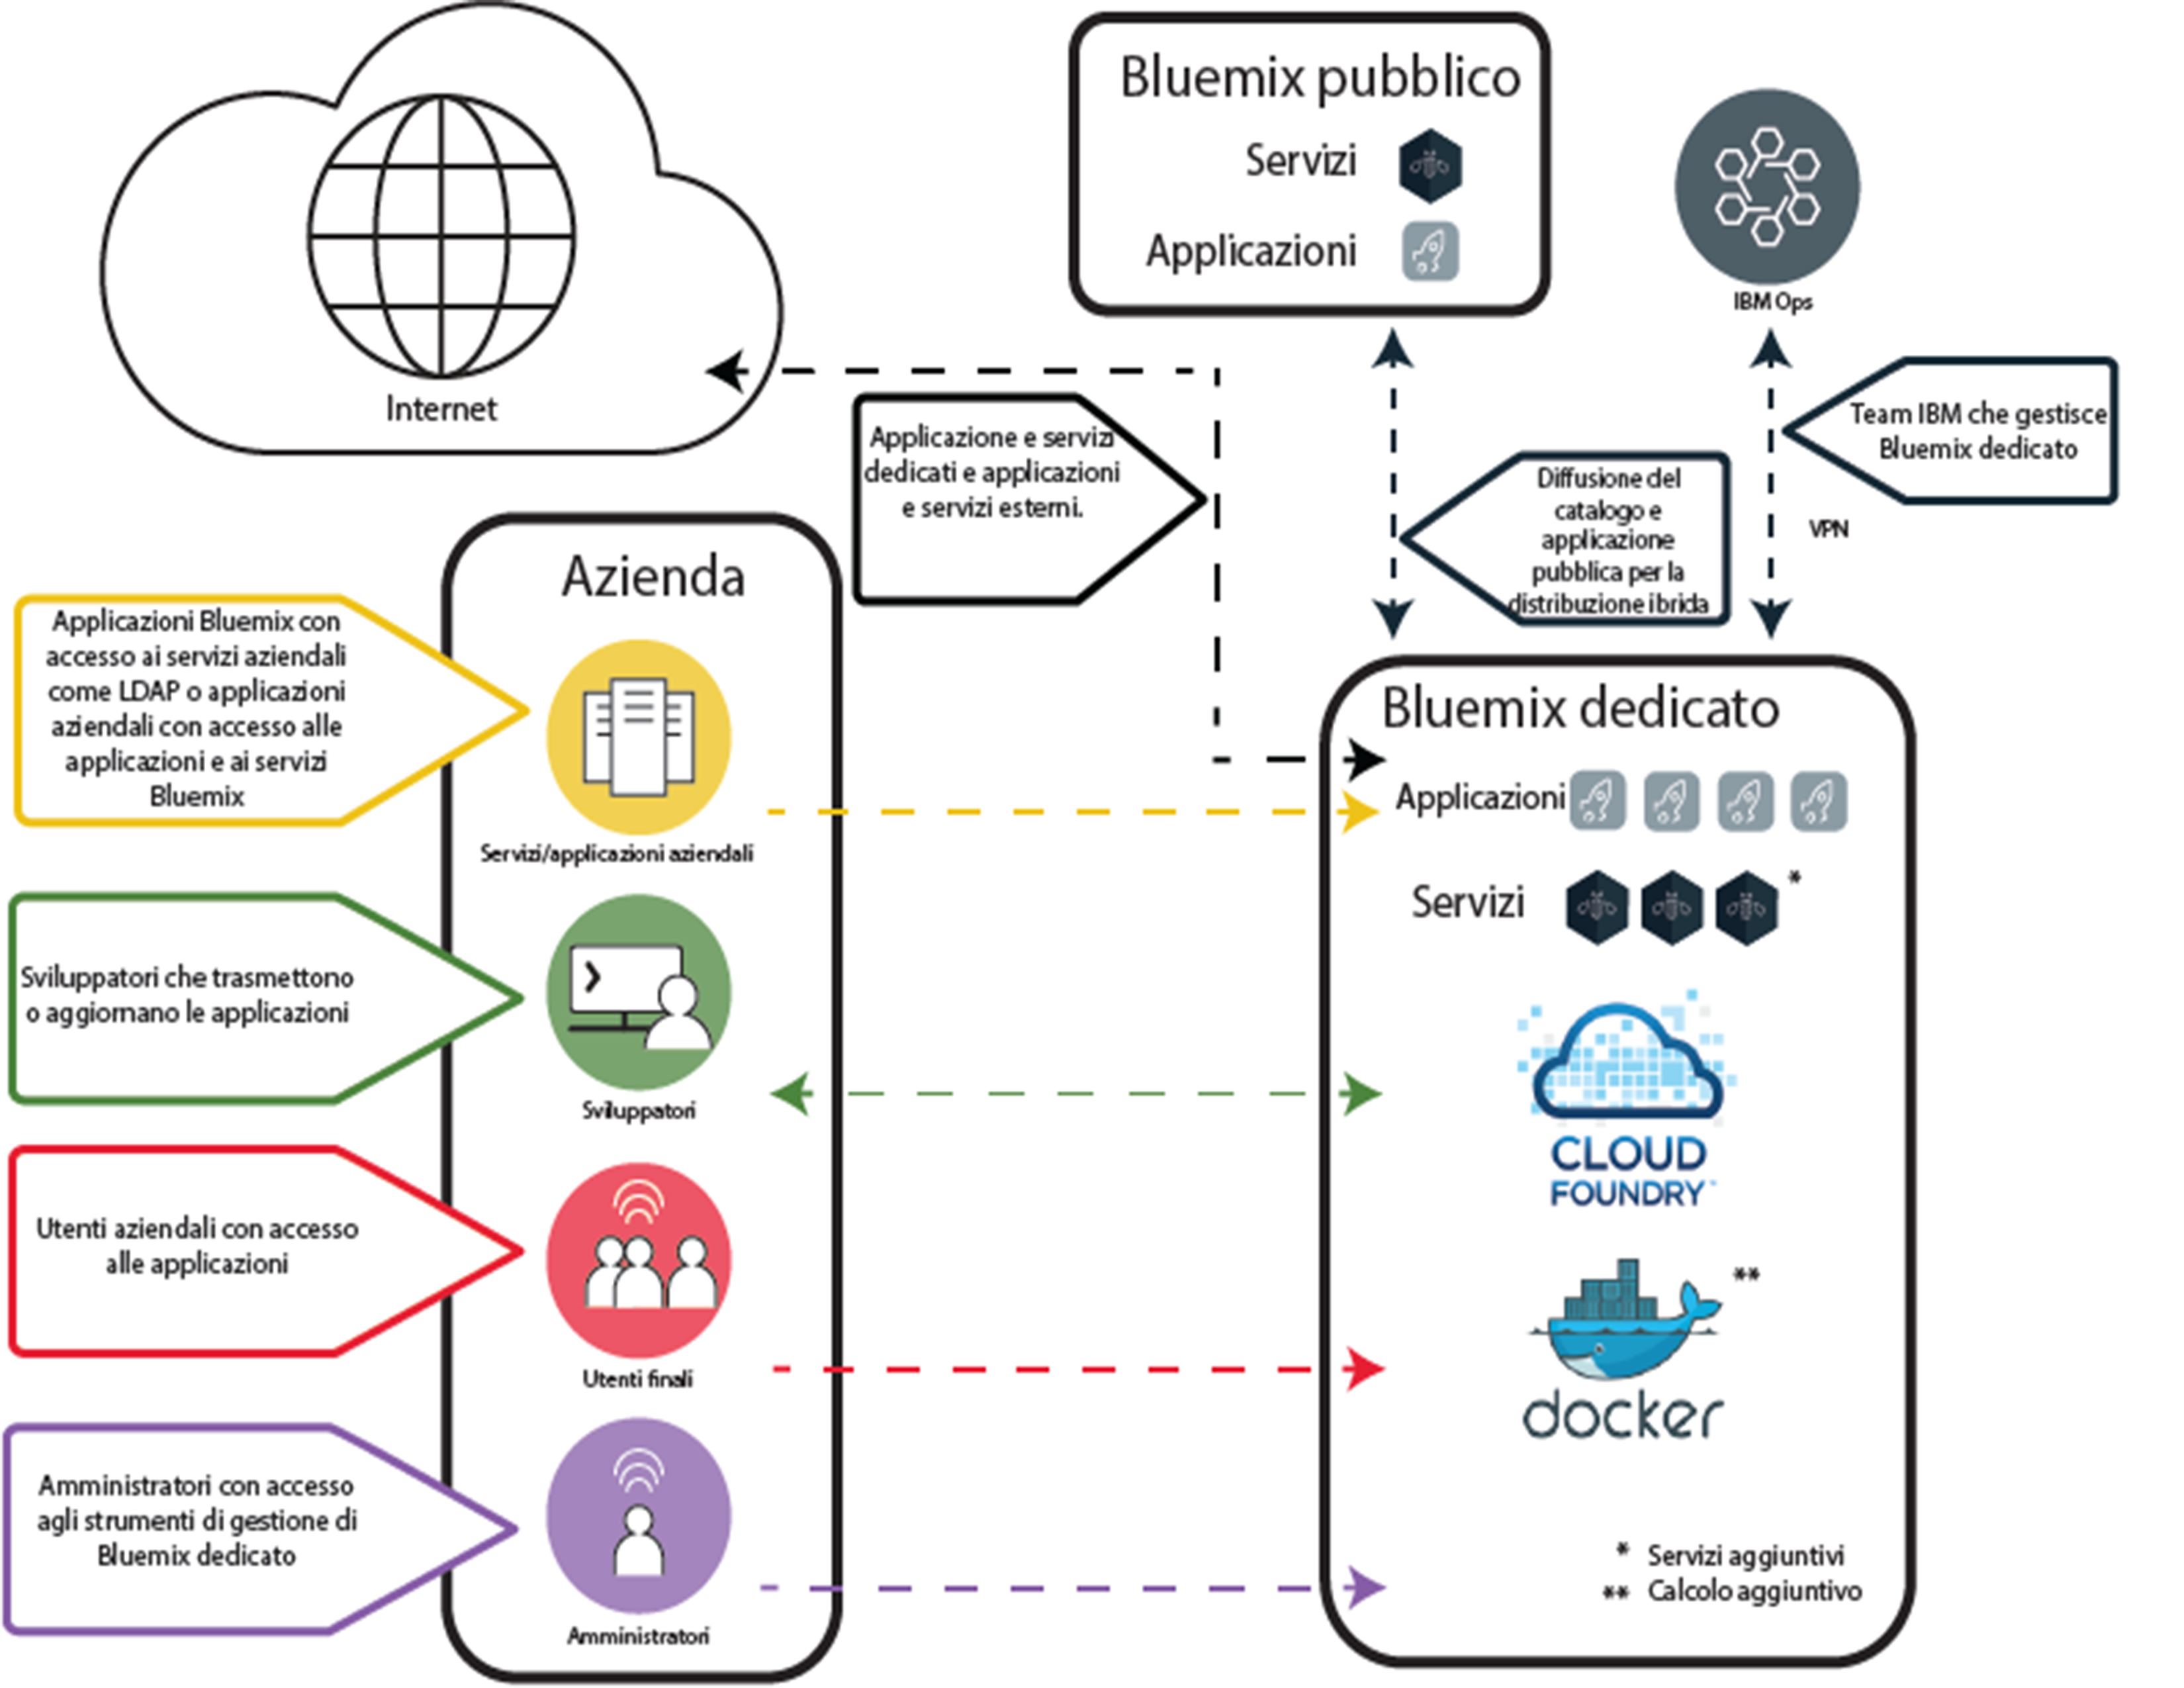 Bluemix pubblico
Servizi
Applicazioni
IBM Ops
Internet
Team IBM che gestisce
Bluemix dedicato
Applicazione e servizi
dedicati e applicazioni
e servizi esterni.
Diffusione del
catalogo e
applicazione
pubblica per la
distribuzione ibrida
VPN
Azienda
Applicazioni Bluemix con
accesso ai servizi aziendali
come LDAP o applicazioni
aziendali con accesso alle
applicazioni e ai servizi
Bluemix
Servizi/applicazioni aziendali
Sviluppatori che trasmettono
o aggiornano le applicazioni
Sviluppatori
Utenti aziendali con accesso
alle applicazioni
Utenti finali
Amministratori con accesso
agli strumenti di gestione di
Bluemix dedicato
Amministratori
Bluemix dedicato
Applicazioni
Servizi *
CLOUD
FOUNDRY
**
docker
* Servizi aggiuntivi
** Calcolo aggiuntivo